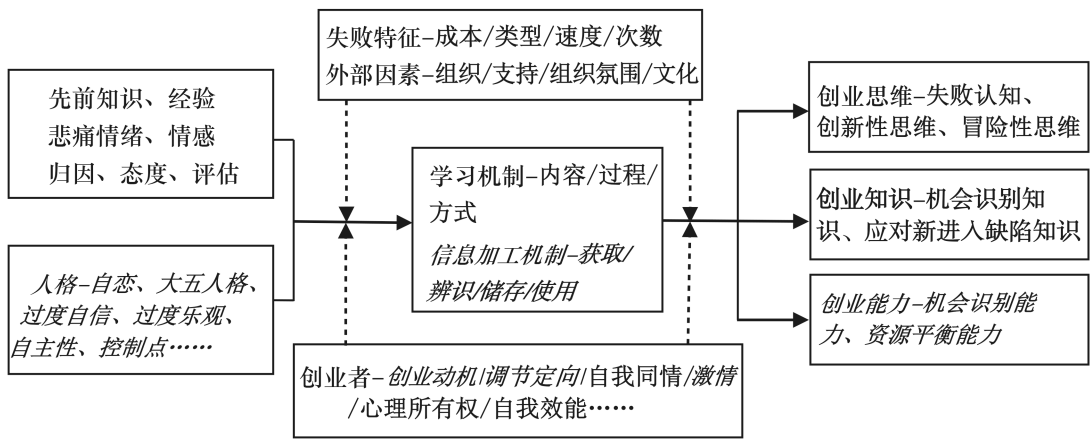 失败特征–成本/类型/速度/次数
外部因素–组织/支持/组织氛围/文化
先前知识、经验
悲痛情绪、情感
归因、态度、评估
人格–自恋、大五人格、
过度自信、过度乐观、
自主性、控制点……
学习机制–内容/过程/
方式
信息加工机制–获取/
辨识/储存/使用
创业者–创业动机/调节定向/自我同情/激情
/心理所有权/自我效能……
创业思维–失败认知、
创新性思维、冒险性思维
创业知识–机会识别知
识、应对新进入缺陷知识
创业能力–机会识别能
力、资源平衡能力